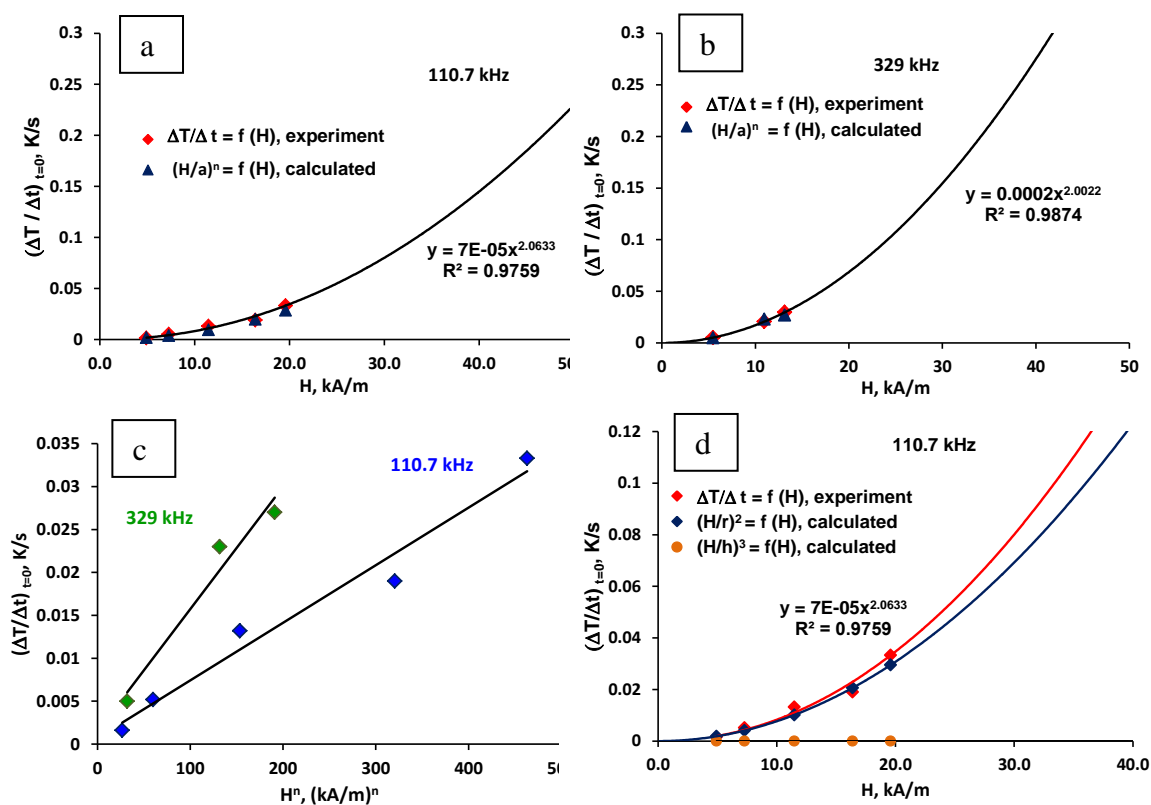 a
110.7 kHz
ΔT/Δ t = f (H), experiment
(H/a)ⁿ = f (H), calculated
y = 7E-05x^2.0633
R² = 0.9759
0.3
0.25
0.2
0.15
0.1
0.05
0
0.0 10.0 20.0 30.0 40.0
H, kA/m
(ΔT / Δt) t=0, K/s
b
329 kHz
ΔT/Δ t = f (H), experiment
(H/a)ⁿ = f (H), calculated
y = 0.0002x^2.0022
R² = 0.9874
0.3
0.25
0.2
0.15
0.1
0.05
0
0 10 20 30 40 50
H, kA/m
(ΔT / Δt) t=0, K/s
c
329 kHz
110.7 kHz
0.035
0.03
0.025
0.02
0.015
0.01
0.005
0
0 100 200 300 400
Hⁿ, (kA/m)ⁿ
(ΔT/Δt) t=0, K/s
d
110.7 kHz
ΔT/Δ t = f (H), experiment
(H/r)² = f (H), calculated
(H/h)³ = f(H), calculated
y = 7E-05x^2.0633
R² = 0.9759
0.12
0.1
0.08
0.06
0.04
0.02
0
0.0 10.0 20.0 30.0 40.0
H, kA/m
(ΔT/Δt) t=0, K/s